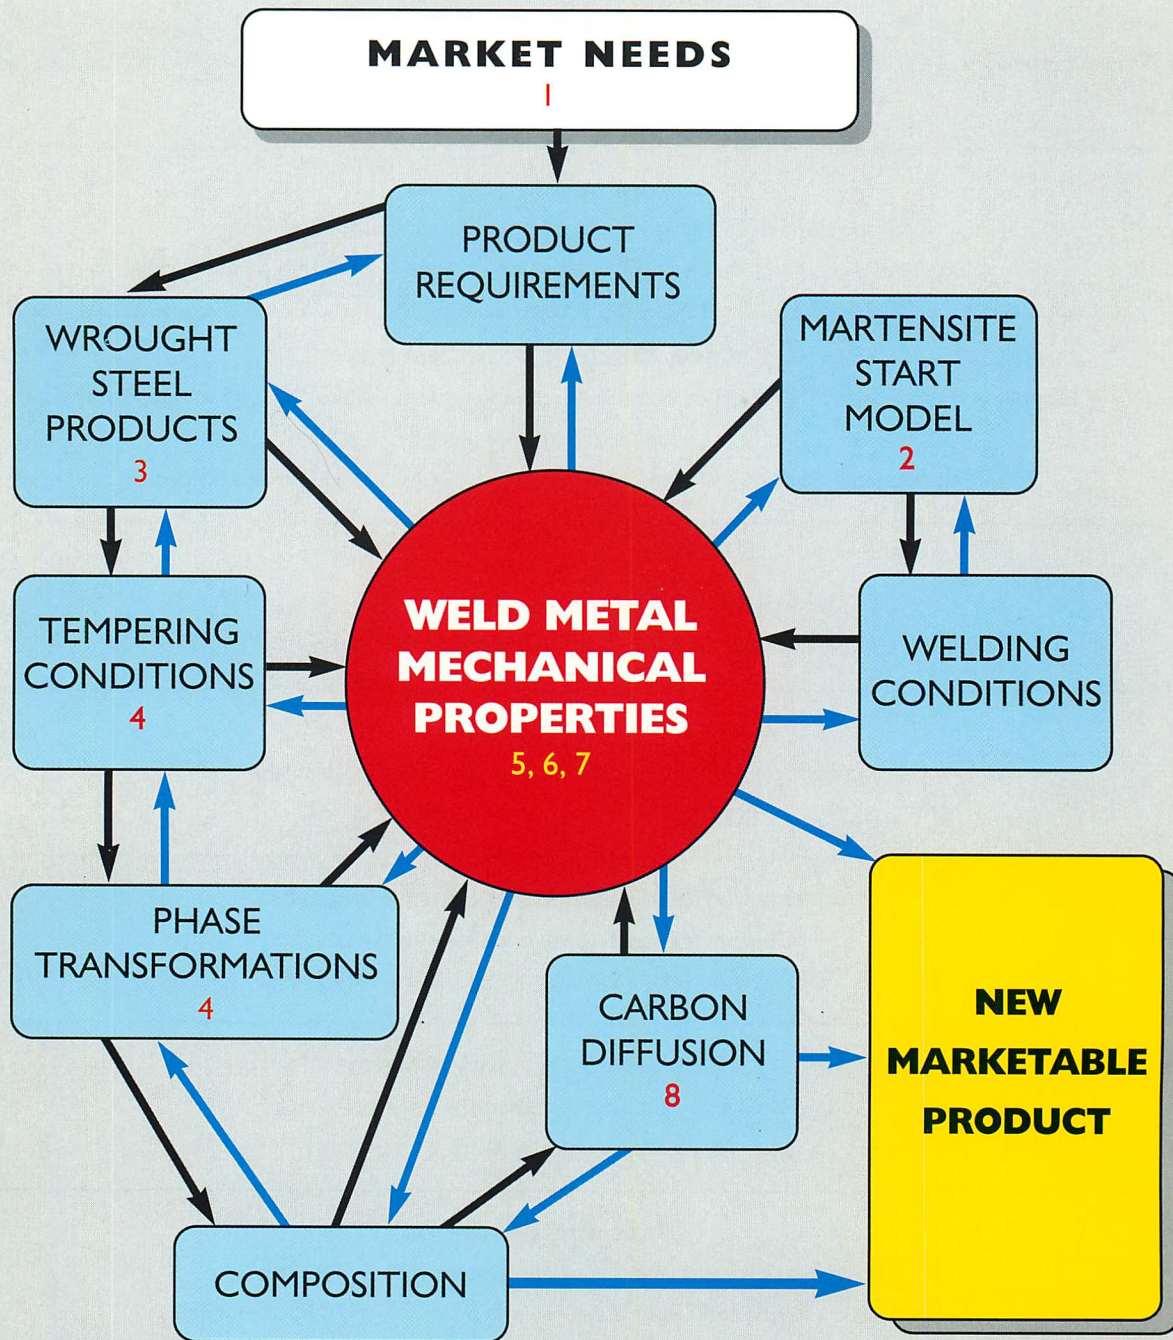 MARKET NEEDS
1
PRODUCT
REQUIREMENTS
WROUGHT
STEEL
PRODUCTS
3
MARTENSITE
START
MODEL
2
TEMPERING
CONDITIONS
4
WELD METAL
MECHANICAL
PROPERTIES
5, 6, 7
WELDING
CONDITIONS
PHASE
TRANSFORMATIONS
4
CARBON
DIFFUSION
8
NEW
MARKETABLE
PRODUCT
COMPOSITION